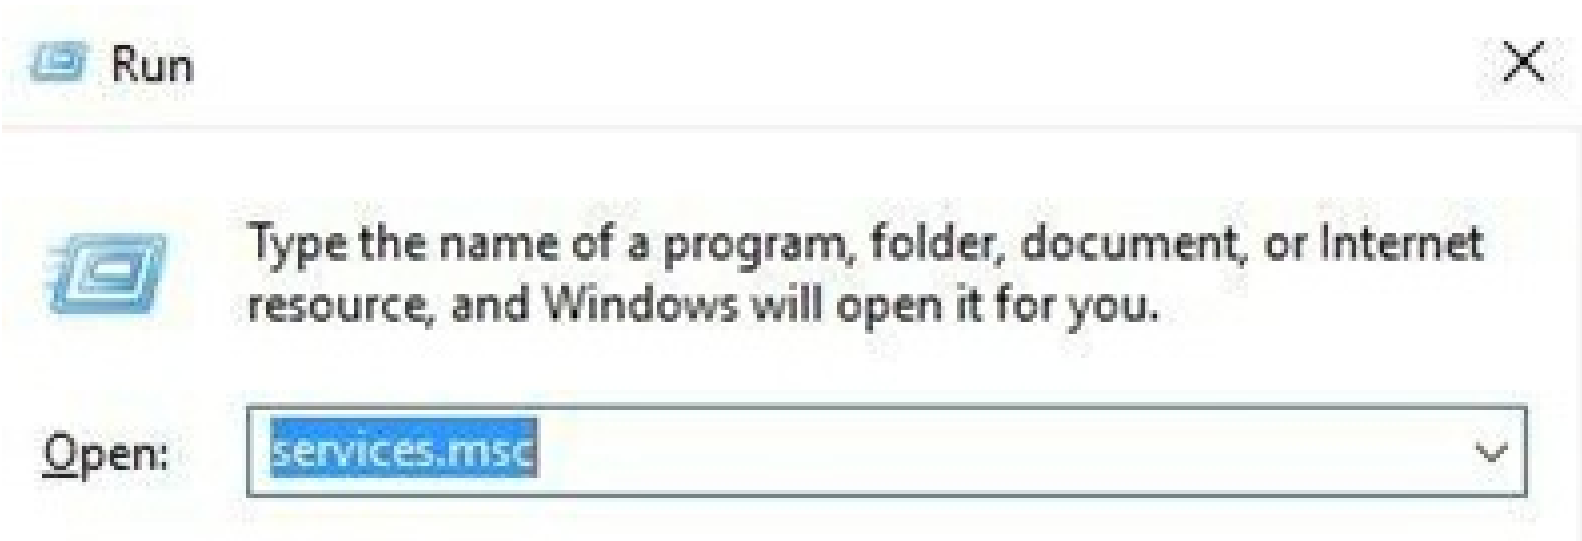 Run
Type the name of a program, folder, document, or Internet
resource, and Windows will open it for you.
Open: services.msc